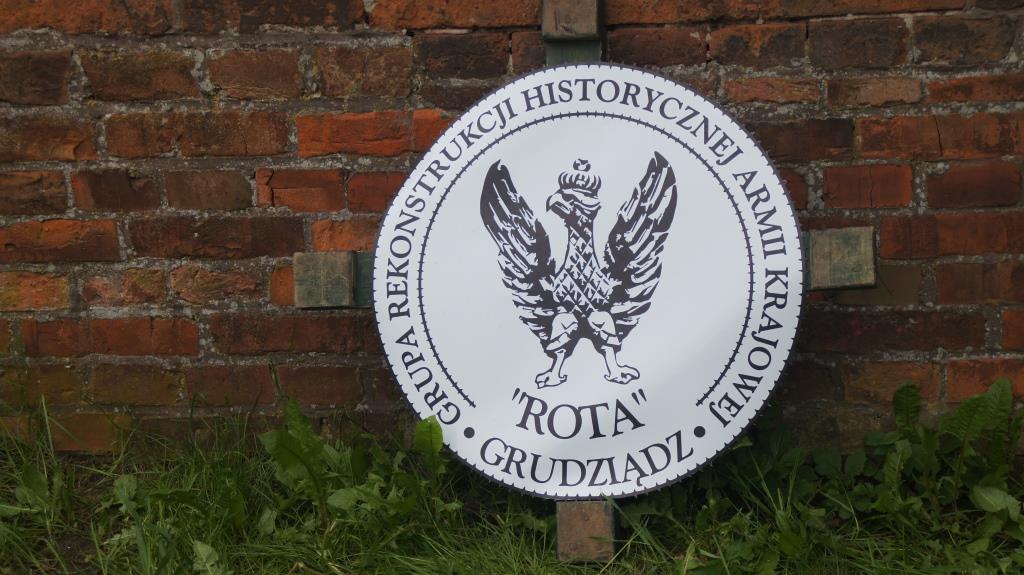 GRUPA REKONSTRUKCJI HISTORYCZNEJ ARMII KRAJOWEJ
"ROTA"
• GRUDZIĄDZ •